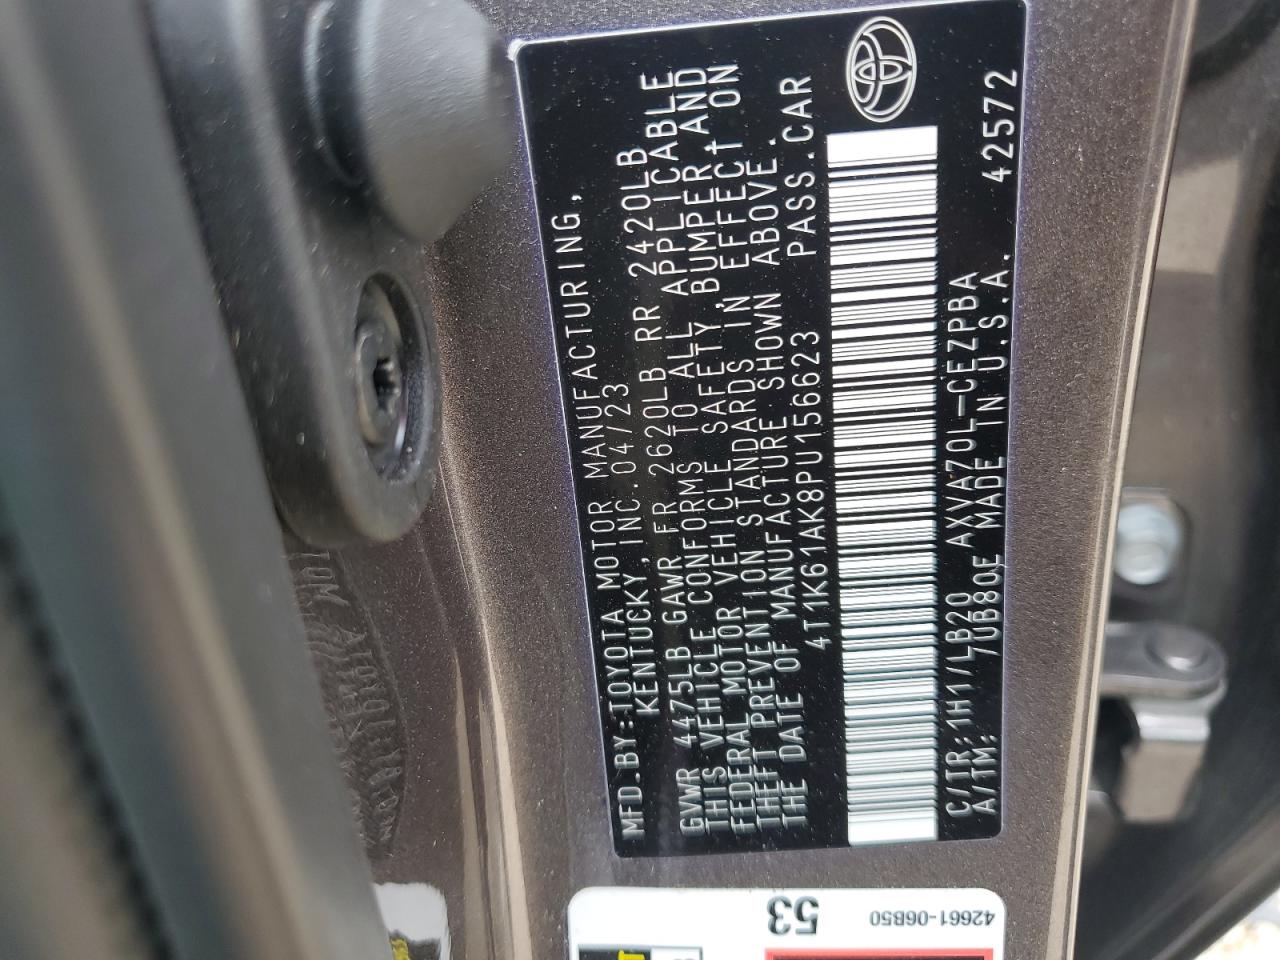 MFD.BY:TOYOTA MOTOR MANUFACTURING,
KENTUCKY,INC.04/23
GVWR 4475LB GAWR FR 2620LB RR 2420LB
THIS VEHICLE CONFORMS TO ALL APPLICABLE
FEDERAL MOTOR VEHICLE SAFETY,BUMPER,AND
THEFT PREVENTION STANDARDS IN EFFECT ON
THE DATE OF MANUFACTURE SHOWN ABOVE.
4T1K61AK8PU156623 PASS.CAR
C/TR:1H1/LB20 AXVA70L-CEZPBA
A/TM: /UB80E MADE IN U.S.A. 42572
53
42661-06B50